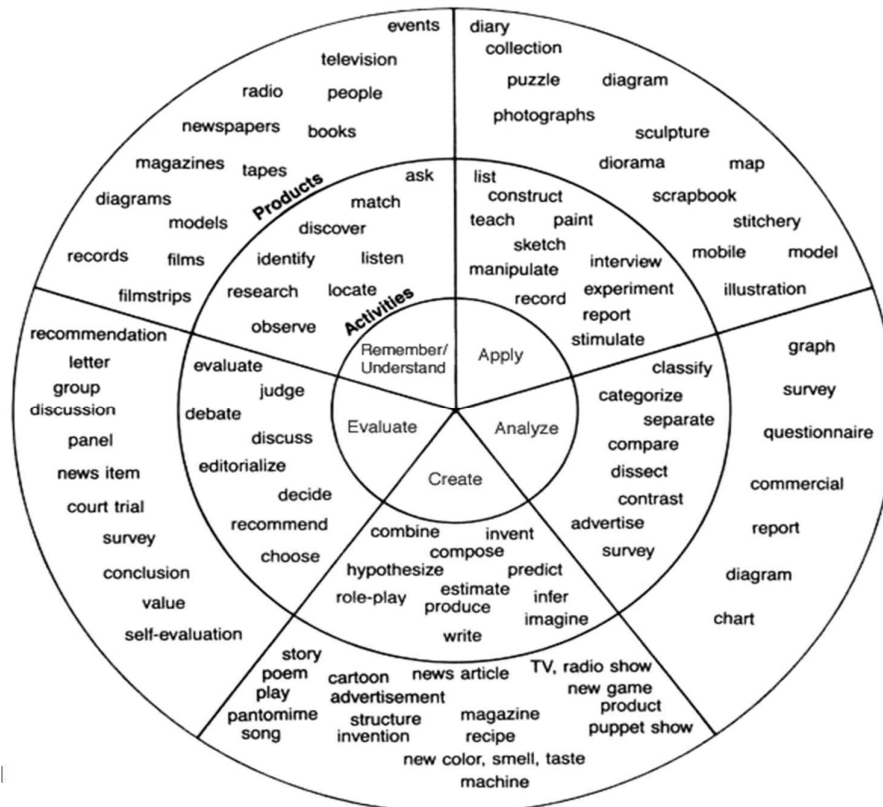 events
television
radio
people
newspapers
books
magazines
tapes
diagrams
models
records
films
filmstrips
Products
ask
match
discover
identify
listen
research
locate
observe
Activities
Remember/
Understand
diary
collection
puzzle
diagram
photographs
sculpture
diorama
map
scrapbook
stitchery
mobile
model
illustration
list
construct
teach
paint
sketch
manipulate
interview
record
experiment
report
stimulate
Apply
graph
survey
questionnaire
commercial
report
diagram
chart
classify
categorize
separate
compare
dissect
contrast
advertise
survey
Analyze
Create
combine
invent
compose
hypothesize
predict
estimate
role-play
infer
produce
imagine
write
story
poem
cartoon
news article
TV, radio show
play
advertisement
new game
product
pantomime
structure
magazine
puppet show
song
invention
recipe
new color, smell, taste
machine
Evaluate
evaluate
judge
debate
discuss
editorialize
decide
recommend
choose
recommendation
letter
group
discussion
panel
news item
court trial
survey
conclusion
value
self-evaluation